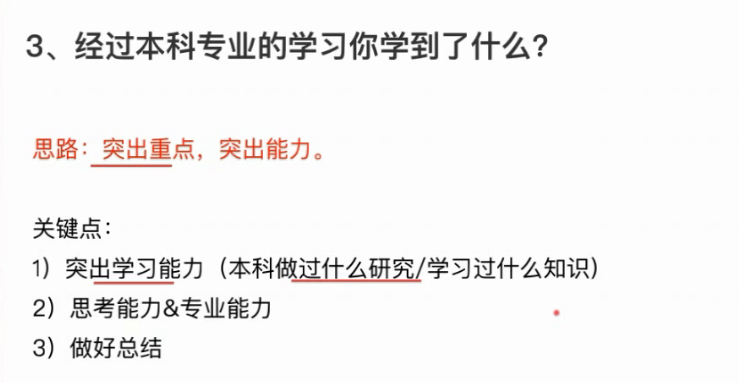 3、经过本科专业的学习你学到了什么?
思路：突出重点，突出能力。
关键点：
1）突出学习能力（本科做过什么研究/学习过什么知识）
2）思考能力&专业能力
3）做好总结